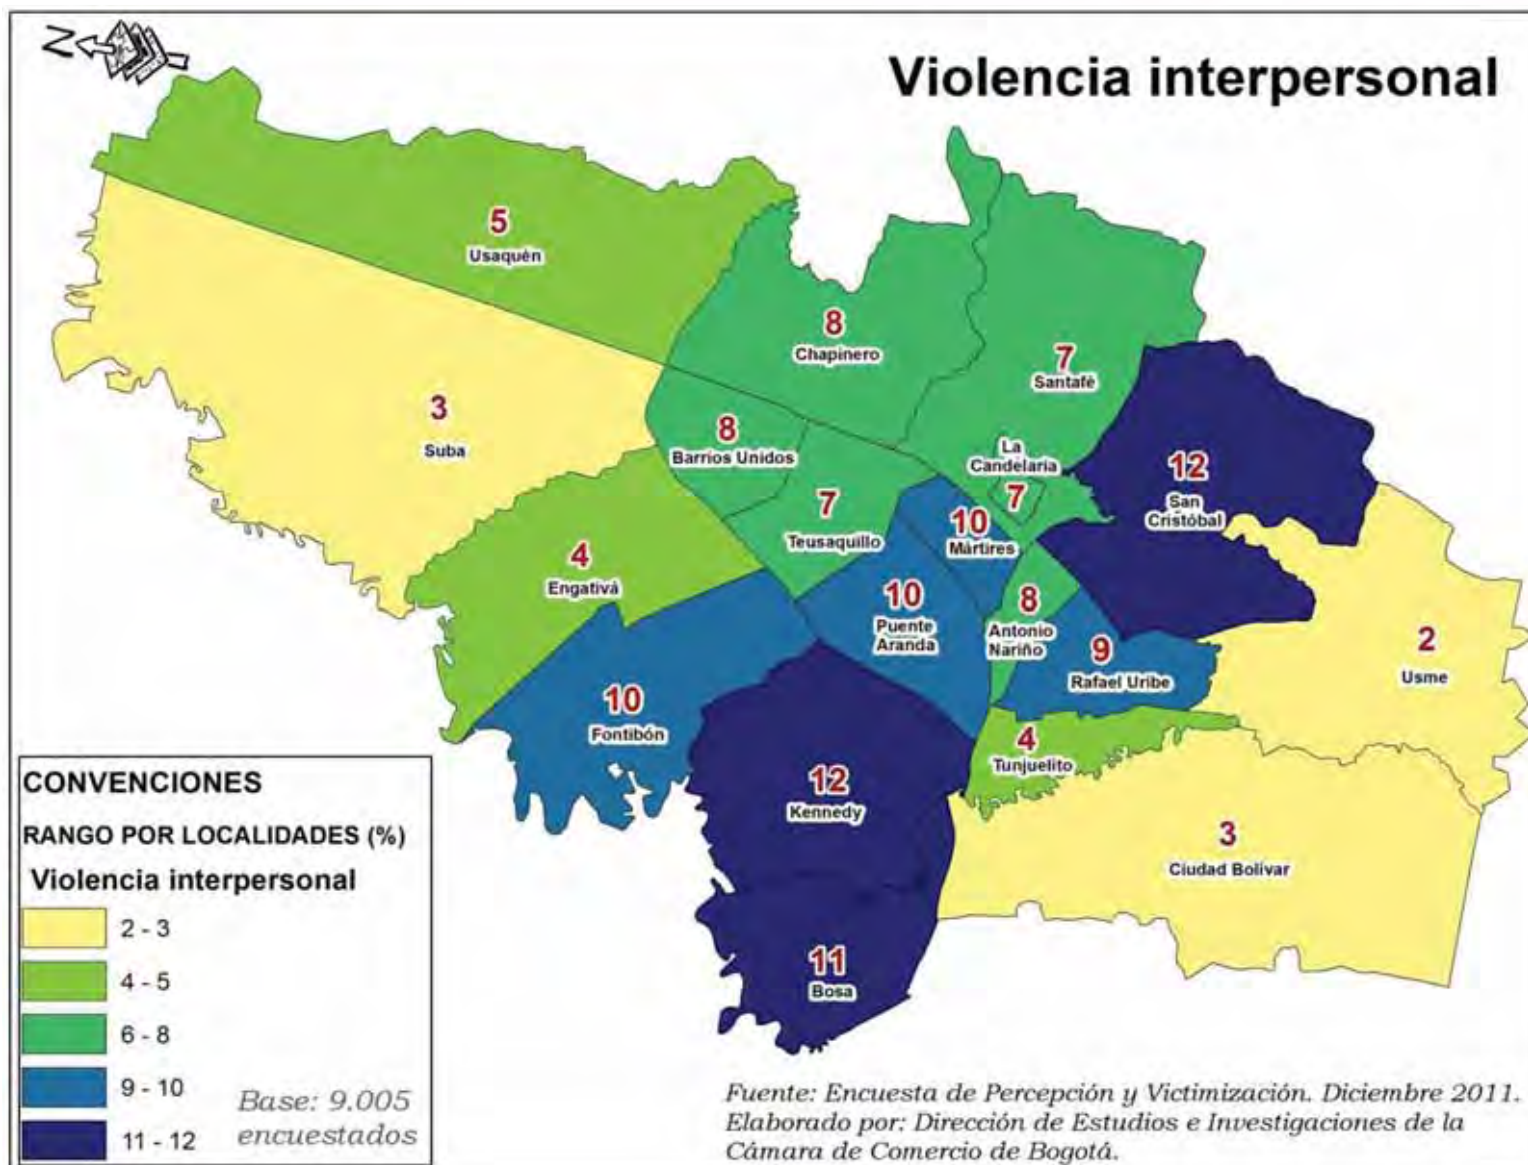 N
Violencia interpersonal
5
Usaquén
8
Chapinero
7
Santafé
3
Suba
8
Barrios Unidos
La
Candelaria
7
12
San
Cristóbal
7
Teusaquillo
10
Mártires
4
Engativá
10
Puente
Aranda
8
Antonio
Nariño
9
Rafael Uribe
2
Usme
10
Fontibón
4
Tunjuelito
12
Kennedy
3
Ciudad Bolívar
11
Bosa
CONVENCIONES
RANGO POR LOCALIDADES (%)
Violencia interpersonal
2 - 3
4 - 5
6 - 8
9 - 10
11 - 12
Base: 9.005
encuestados
Fuente: Encuesta de Percepción y Victimización. Diciembre 2011.
Elaborado por: Dirección de Estudios e Investigaciones de la
Cámara de Comercio de Bogotá.